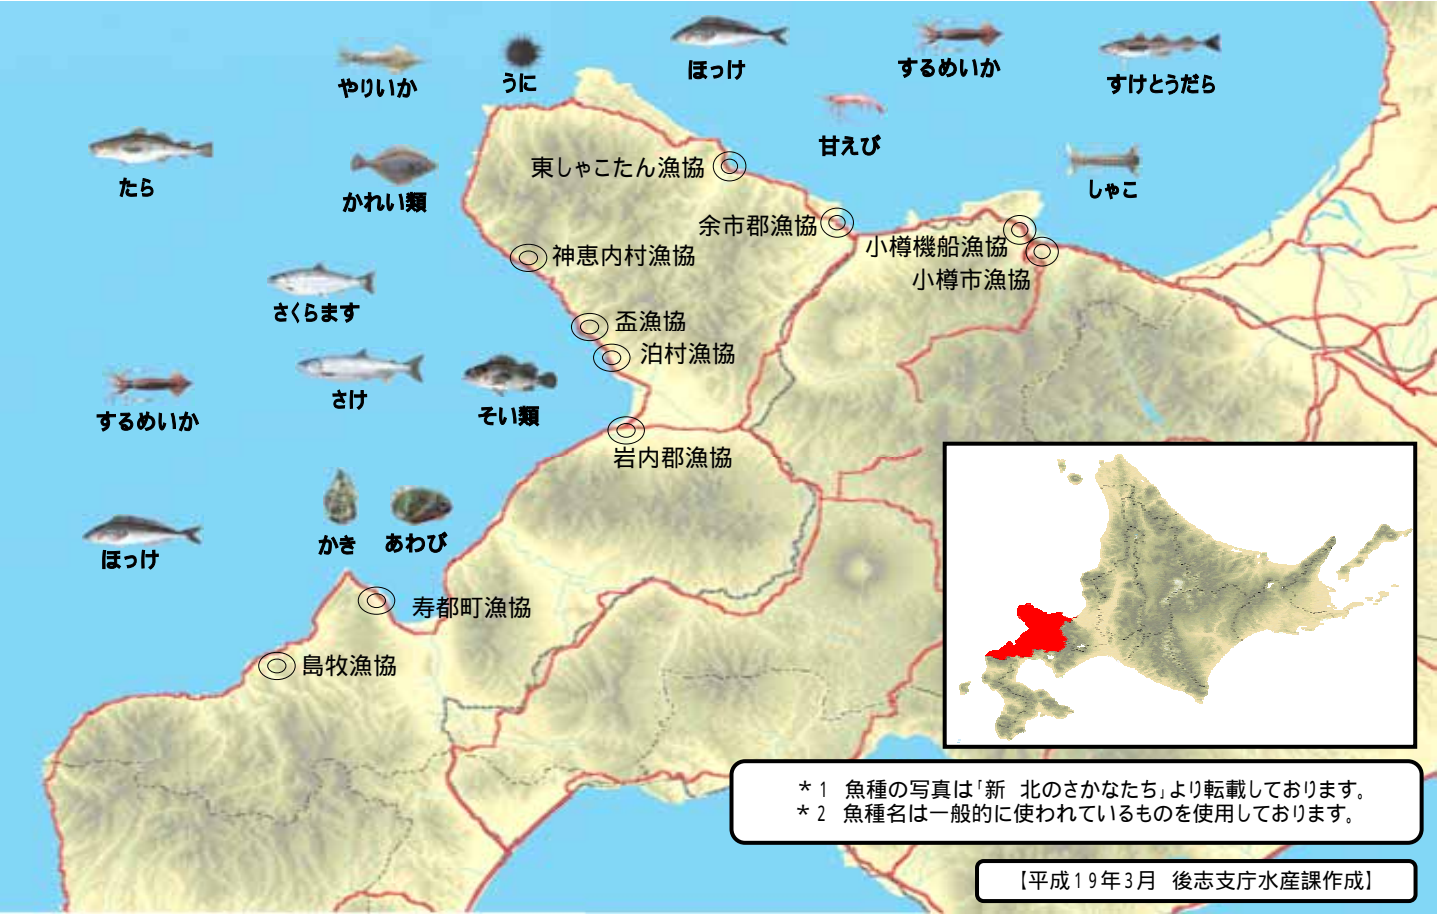 やりいか
うに
ほっけ
するめいか
すけとうだら
たら
かれい類
甘えび
しゃこ
東しゃこたん漁協
余市郡漁協
小樽機船漁協
小樽市漁協
神恵内村漁協
さくらます
盃漁協
泊村漁協
するめいか
さけ
そい類
岩内郡漁協
ほっけ
かき
あわび
寿都町漁協
島牧漁協
*1 魚種の写真は「新 北のさかなたち」より転載しております。
*2 魚種名は一般的に使われているものを使用しております。
【平成19年3月 後志支庁水産課作成】